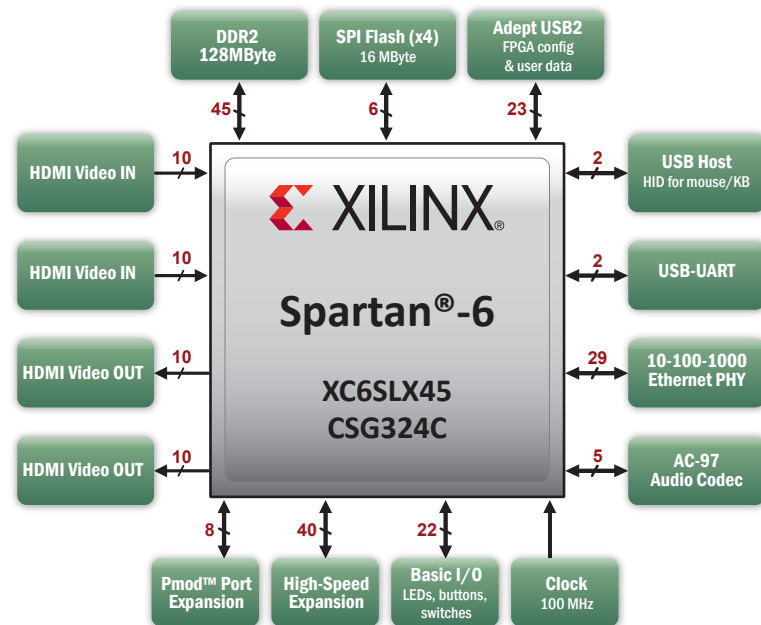 DDR2
128MByte
SPI Flash (x4)
16 MByte
Adept USB2
FPGA config
& user data
45
6
23
HDMI Video IN
10
HDMI Video IN
10
HDMI Video OUT
10
HDMI Video OUT
10
XILINX®
Spartan®-6
XC6SLX45
CSG324C
2
USB Host
HID for mouse/KB
2
USB-UART
29
10-100-1000
Ethernet PHY
5
AC-97
Audio Codec
8
40
22
Pmod™ Port
Expansion
High-Speed
Expansion
Basic I/O
LEDs, buttons,
switches
Clock
100 MHz